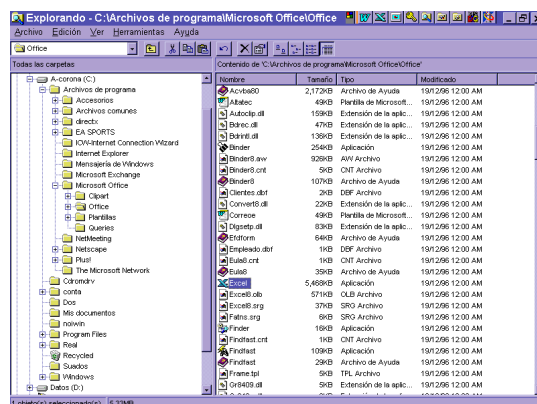 Explorando - C:\Archivos de programa\Microsoft Office\Office
Archivo Edición Ver Herramientas Ayuda
Office
Todas las carpetas
Contenido de 'C:\Archivos de programa\Microsoft Office\Office'
A-corona (C:)
Archivos de programa
Accesorios
Archivos comunes
directx
EA SPORTS
ICW-Internet Connection Wizard
Internet Explorer
Mensajería de Windows
Microsoft Exchange
Microsoft Office
Clipart
Office
Plantillas
Queries
NetMeeting
Netscape
Plus!
The Microsoft Network
Cdromdrv
conta
Dos
Mis documentos
noiwin
Program Files
Real
Recycled
Suados
Windows
Datos (D:)
Nombre Tamaño Tipo Modificado
Acvba80 2,172KB Archivo de Ayuda 19/12/96 12:00 AM
Altatec 49KB Plantilla de Microsoft... 19/12/96 12:00 AM
Autoclip.dll 159KB Extensión de la aplic... 19/12/96 12:00 AM
Bdrec.dll 47KB Extensión de la aplic... 19/12/96 12:00 AM
Bdrintl.dll 136KB Extensión de la aplic... 19/12/96 12:00 AM
Binder 254KB Aplicación 19/12/96 12:00 AM
Binder8.aw 926KB AW Archivo 19/12/96 12:00 AM
Binder8.cnt 5KB CNT Archivo 19/12/96 12:00 AM
Binder8 107KB Archivo de Ayuda 19/12/96 12:00 AM
Clientes.dbf 2KB DBF Archivo 19/12/96 12:00 AM
Convert8.dll 22KB Extensión de la aplic... 19/12/96 12:00 AM
Correoe 49KB Plantilla de Microsoft... 19/12/96 12:00 AM
Dlgsetp.dll 83KB Extensión de la aplic... 19/12/96 12:00 AM
Efdform 64KB Archivo de Ayuda 19/12/96 12:00 AM
Empleado.dbf 1KB DBF Archivo 19/12/96 12:00 AM
Eula8.cnt 1KB CNT Archivo 19/12/96 12:00 AM
Eula8 35KB Archivo de Ayuda 19/12/96 12:00 AM
Excel 5,468KB Aplicación 19/12/96 12:00 AM
Excel8.olb 571KB OLB Archivo 19/12/96 12:00 AM
Excel8.srg 37KB SRG Archivo 19/12/96 12:00 AM
Fatns.srg 6KB SRG Archivo 19/12/96 12:00 AM
Finder 16KB Aplicación 19/12/96 12:00 AM
Findfast.cnt 1KB CNT Archivo 19/12/96 12:00 AM
Findfast 109KB Aplicación 19/12/96 12:00 AM
Findfast 29KB Archivo de Ayuda 19/12/96 12:00 AM
Frame.tpl 5KB TPL Archivo 19/12/96 12:00 AM
Gr8409.dll 5KB Extensión de la aplic... 19/12/96 12:00 AM
1 objeto(s) seleccionado(s) 5.33MB